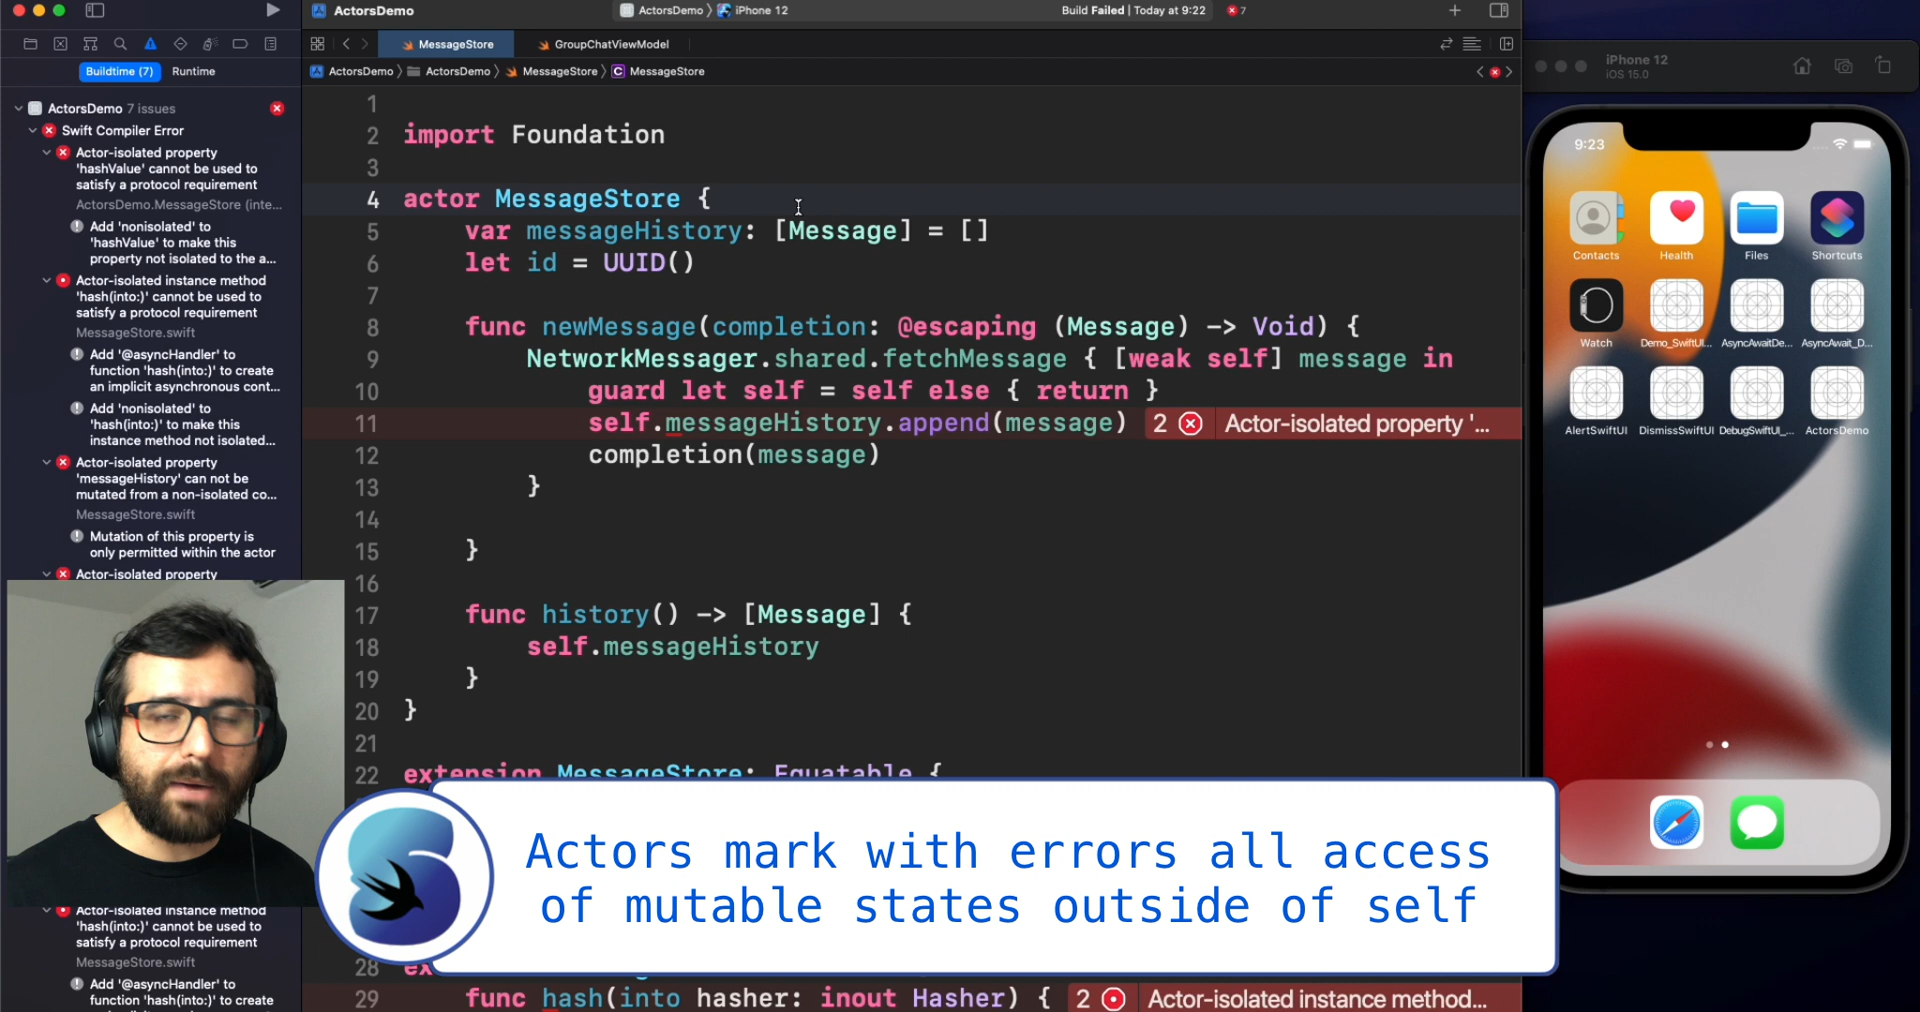 ActorsDemo
ActorsDemo 〉 iPhone 12
Build Failed | Today at 9:22
7
MessageStore
GroupChatViewModel
Buildtime (7)
Runtime
ActorsDemo 〉 ActorsDemo 〉 MessageStore 〉 C MessageStore
ActorsDemo 7 issues
Swift Compiler Error
Actor-isolated property
'hashValue' cannot be used to
satisfy a protocol requirement
ActorsDemo.MessageStore (inte...
Add 'nonisolated' to
'hashValue' to make this
property not isolated to the a...
Actor-isolated instance method
'hash(into:)' cannot be used to
satisfy a protocol requirement
MessageStore.swift
Add '@asyncHandler' to
function 'hash(into:)' to create
an implicit asynchronous cont...
Add 'nonisolated' to
'hash(into:)' to make this
instance method not isolated...
Actor-isolated property
'messageHistory' can not be
mutated from a non-isolated co...
MessageStore.swift
Mutation of this property is
only permitted within the actor
Actor-isolated property
Actor-isolated instance method
'hash(into:)' cannot be used to
satisfy a protocol requirement
MessageStore.swift
Add '@asyncHandler' to
function 'hash(into:)' to create
1
2 import Foundation
3
4 actor MessageStore {
5 var messageHistory: [Message] = []
6 let id = UUID()
7
8 func newMessage(completion: @escaping (Message) -> Void) {
9 NetworkMessager.shared.fetchMessage { [weak self] message in
10 guard let self = self else { return }
11 self.messageHistory.append(message) 2 Actor-isolated property '...
12 completion(message)
13 }
14
15 }
16
17 func history() -> [Message] {
18 self.messageHistory
19 }
20 }
21
22 extension MessageStore: Equatable {
Actors mark with errors all access
of mutable states outside of self
28
29 func hash(into hasher: inout Hasher) { 2 Actor-isolated instance method...
iPhone 12
iOS 15.0
9:23
Contacts
Health
Files
Shortcuts
Watch
Demo_SwiftUI...
AsyncAwaitDe...
AsyncAwait_D...
AlertSwiftUI
DismissSwiftUI
DebugSwiftUI_...
ActorsDemo